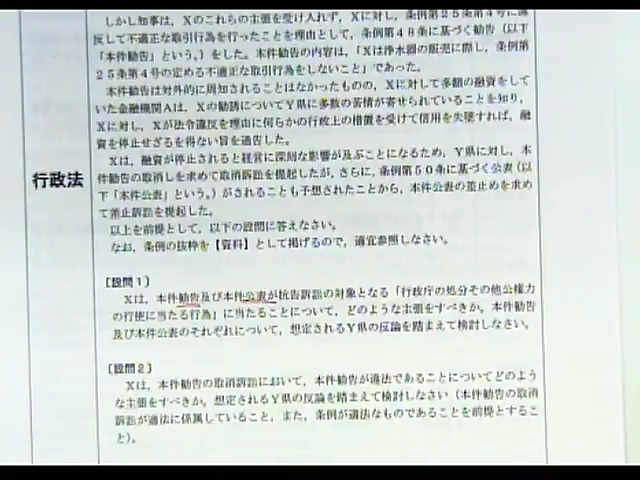 しかし知事は，Xのこれらの主張を受け入れず，Xに対し，条例第25条第4号に違
反して不適正な取引行為を行ったことを理由として，条例第48条に基づく勧告（以下
「本件勧告」という。）をした。本件勧告の内容は，「Xは浄水器の販売に際し，条例第
25条第4号の定める不適正な取引行為をしないこと」であった。
本件勧告は対外的に周知されることはなかったものの，Xに対して多額の融資をして
いた金融機関Aは，Xの勧誘についてY県に多数の苦情が寄せられていることを知り，
Xに対し，Xが法令違反を理由に何らかの行政上の措置を受けて信用を失墜すれば，融
資を停止せざるを得ない旨を通告した。
Xは，融資が停止されると経営に深刻な影響が及ぶことになるため，Y県に対し，本
件勧告の取消しを求めて取消訴訟を提起したが，さらに，条例第50条に基づく公表（以
下「本件公表」という。）がされることも予想されたことから，本件公表の差止めを求め
て差止訴訟を提起した。
以上を前提として，以下の設問に答えなさい。
なお，条例の抜粋を【資料】として掲げるので，適宜参照しなさい。
行政法
〔設問1〕
Xは，本件勧告及び本件公表が抗告訴訟の対象となる「行政庁の処分その他公権力
の行使に当たる行為」に当たることについて，どのような主張をすべきか。本件勧告
及び本件公表のそれぞれについて，想定されるY県の反論を踏まえて検討しなさい。
〔設問2〕
Xは，本件勧告の取消訴訟において，本件勧告が違法であることについてどのよう
な主張をすべきか。想定されるY県の反論を踏まえて検討しなさい（本件勧告の取消
訴訟が適法に係属していること，また，条例が適法なものであることを前提とするこ
と）。